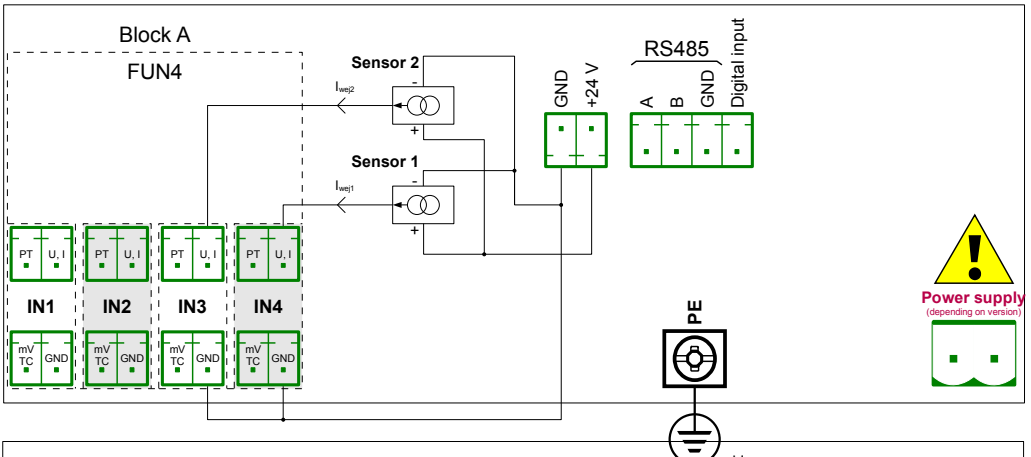 Block A
FUN4
Sensor 2
-
+
I wej2
Sensor 1
-
+
I wej1
GND
+24 V
RS485
A
B
GND
Digital input
PT U, I
PT U, I
PT U, I
PT U, I
IN1
IN2
IN3
IN4
mV TC GND
mV TC GND
mV TC GND
mV TC GND
PE
!
Power supply
(depending on version)